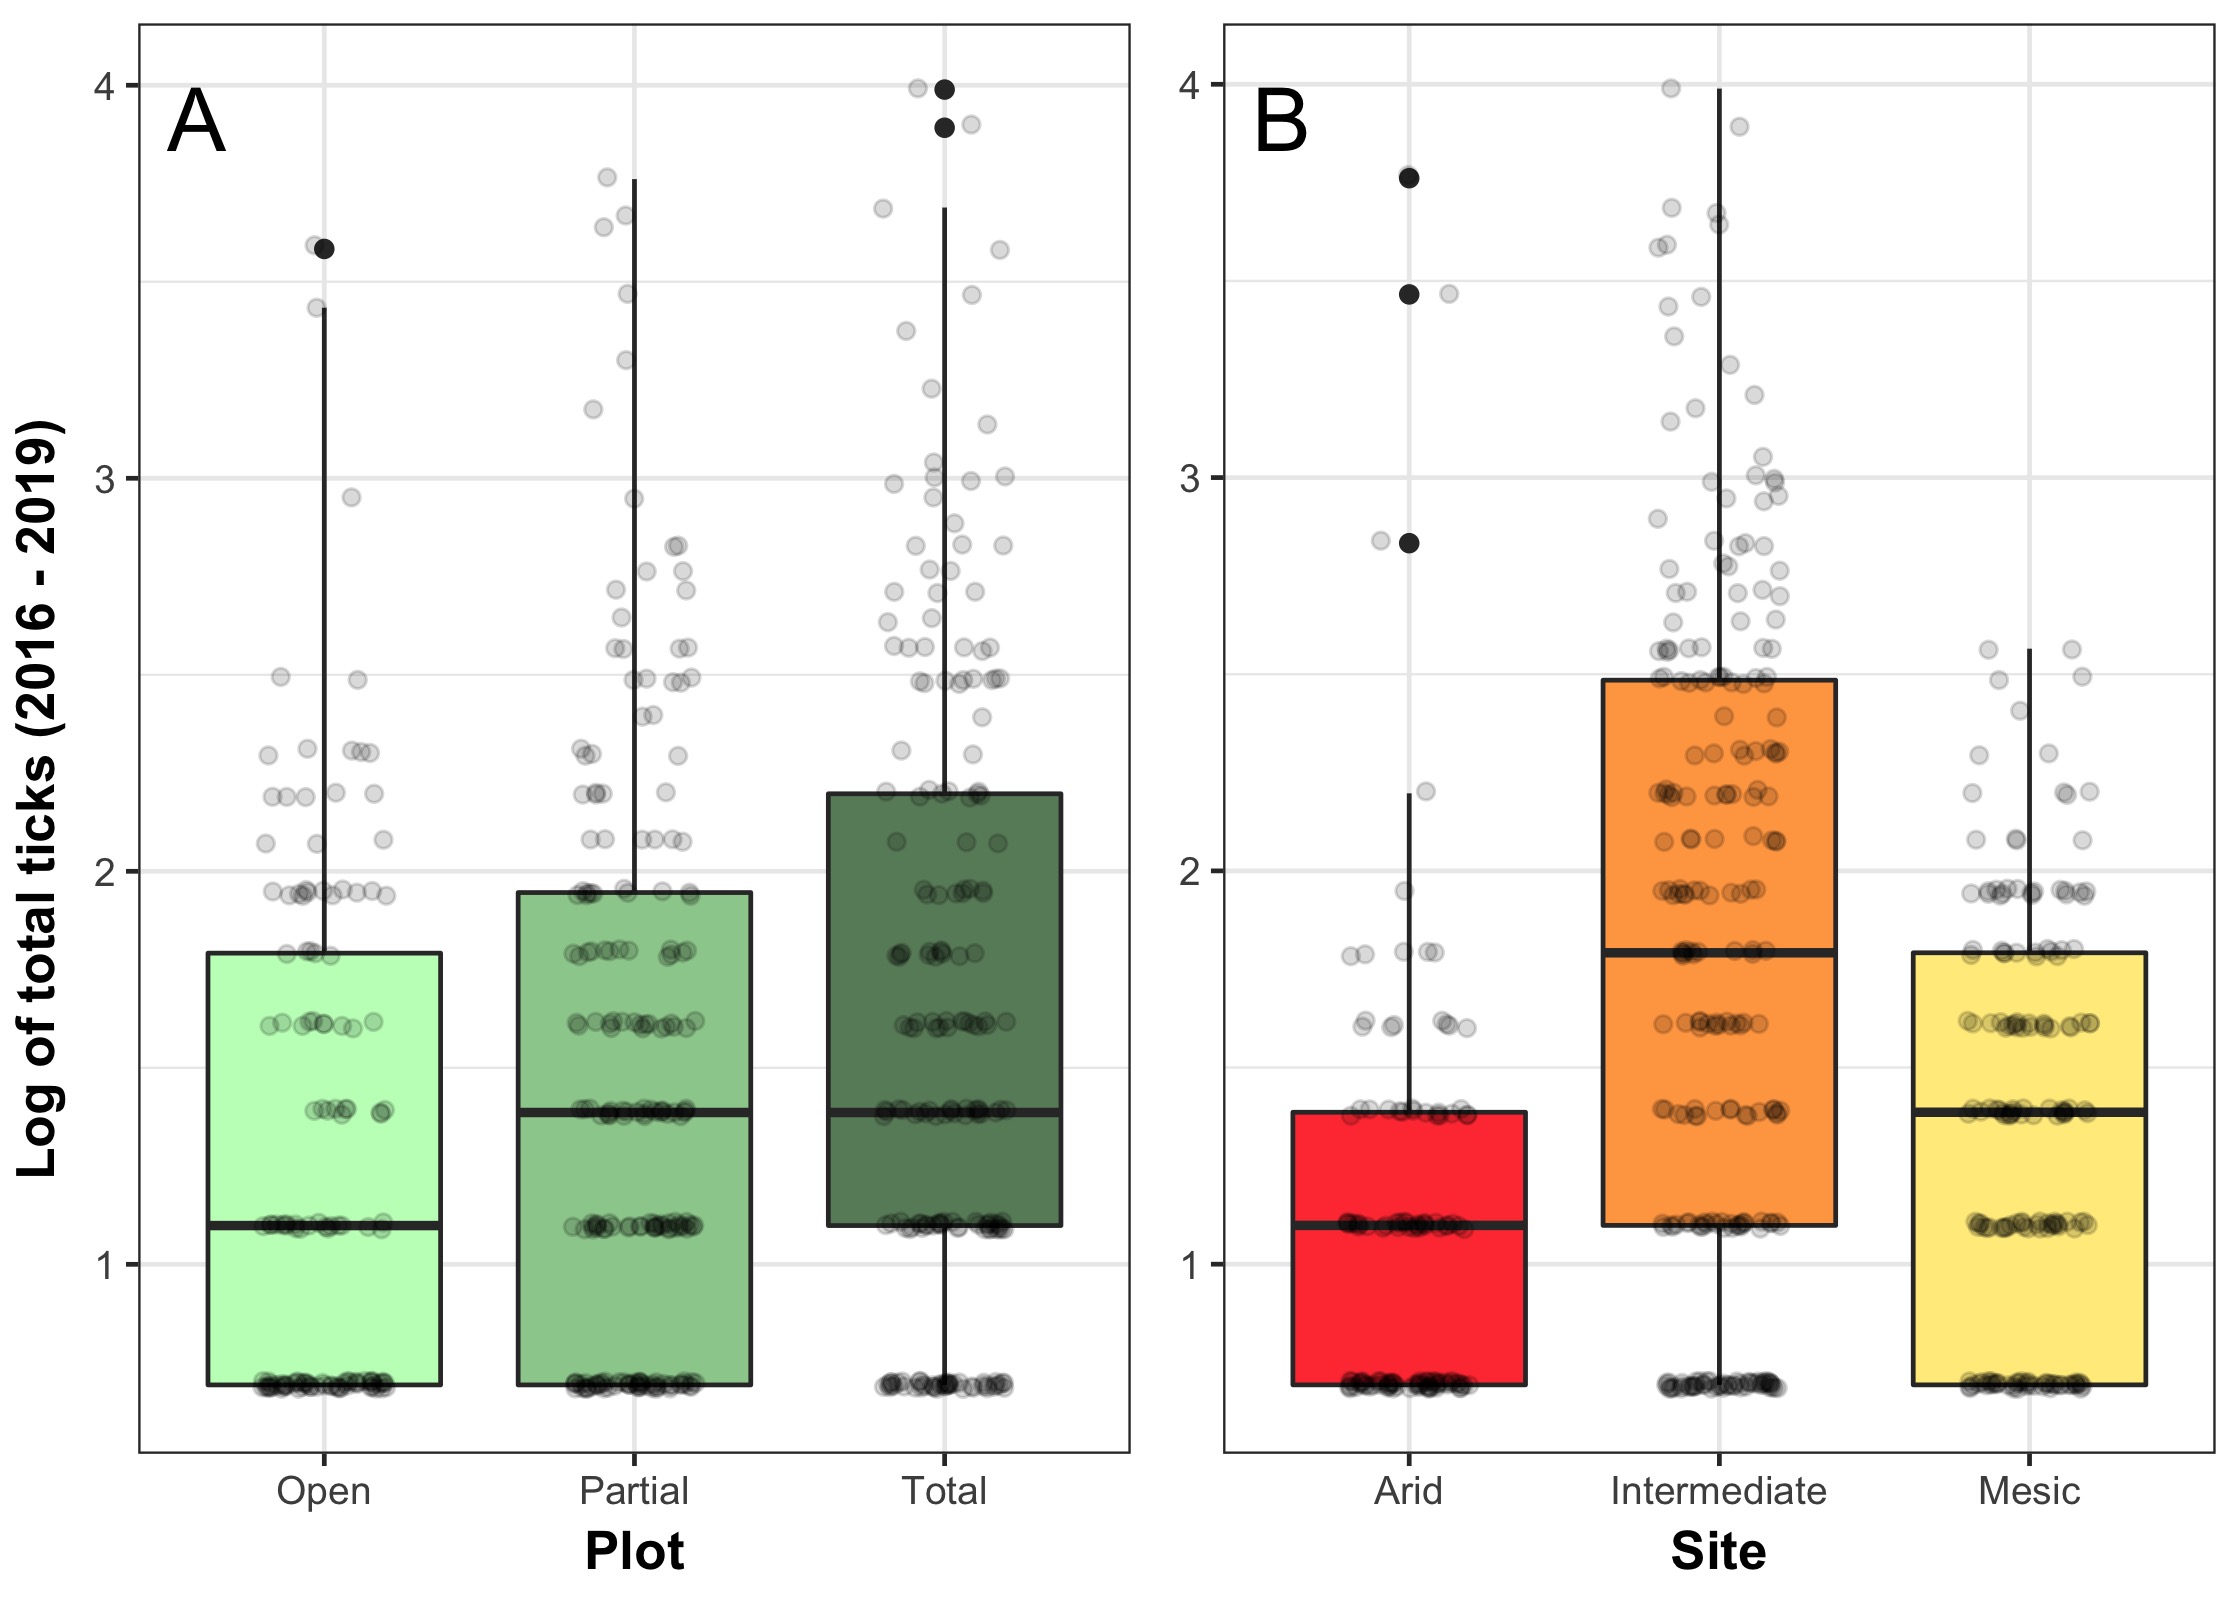 A
B
Log of total ticks (2016 - 2019)
4
3
2
1
4
3
2
1
Open Partial Total
Arid Intermediate Mesic
Plot
Site